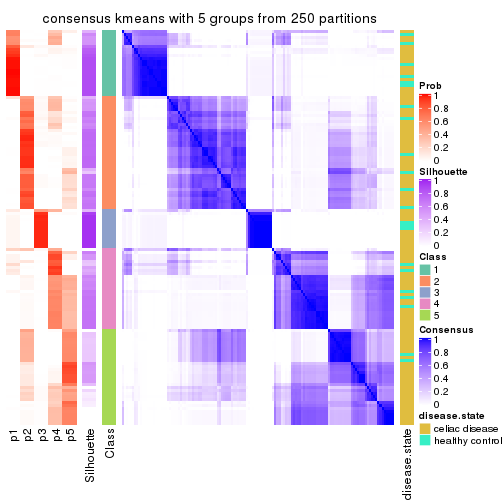 consensus kmeans with 5 groups from 250 partitions
Prob
1
0.8
0.6
0.4
0.2
0
Silhouette
1
0.8
0.6
0.4
0.2
0
Class
1
2
3
4
5
Consensus
1
0.8
0.6
0.4
0.2
0
disease.state
celiac disease
healthy control
p1
p2
p3
p4
p5
Silhouette
Class
disease.state